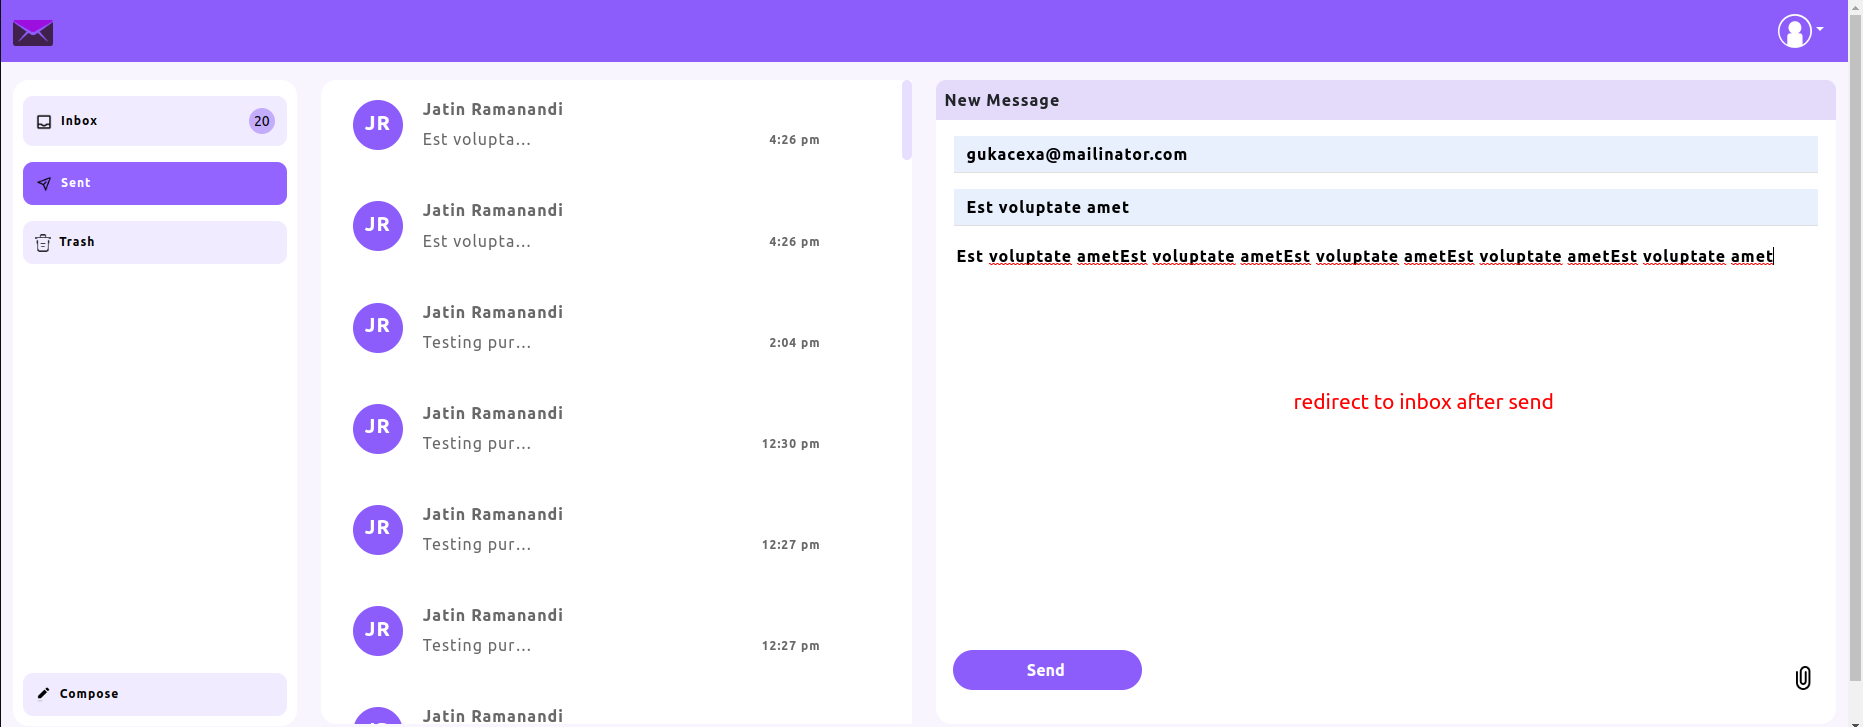 Inbox
20
Sent
Trash
Compose
JR
Jatin Ramanandi
Est volupta...
4:26 pm
JR
Jatin Ramanandi
Est volupta...
4:26 pm
JR
Jatin Ramanandi
Testing pur...
2:04 pm
JR
Jatin Ramanandi
Testing pur...
12:30 pm
JR
Jatin Ramanandi
Testing pur...
12:27 pm
JR
Jatin Ramanandi
Testing pur...
12:27 pm
Jatin Ramanandi
New Message
gukacexa@mailinator.com
Est voluptate amet
Est voluptate ametEst voluptate ametEst voluptate ametEst voluptate ametEst voluptate amet
redirect to inbox after send
Send